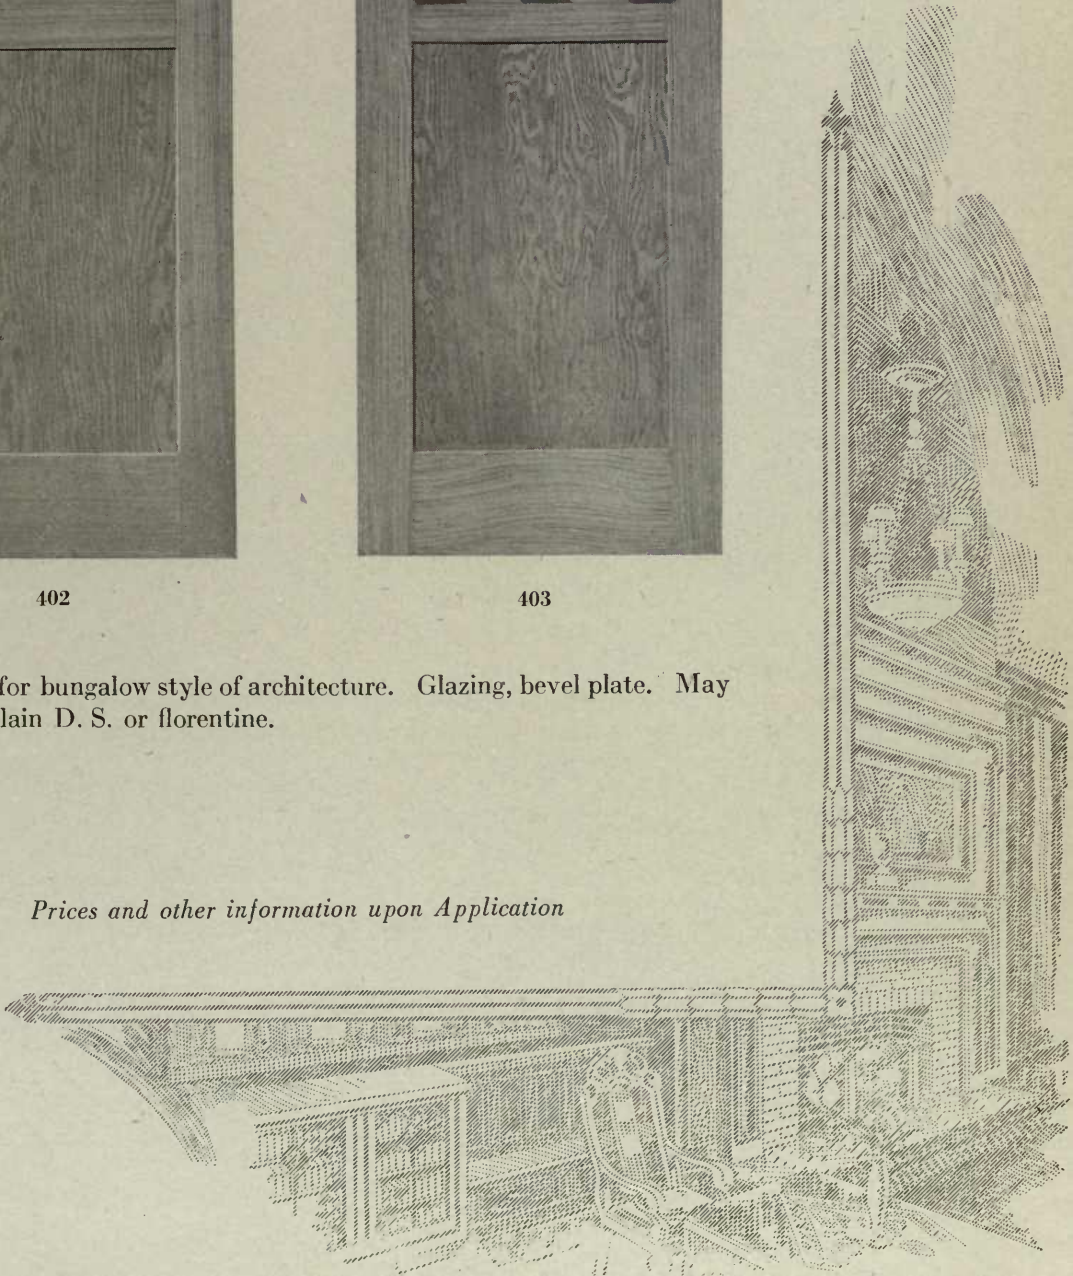 402 403
for bungalow style of architecture. Glazing, bevel plate. May
lain D. S. or florentine.
Prices and other information upon Application